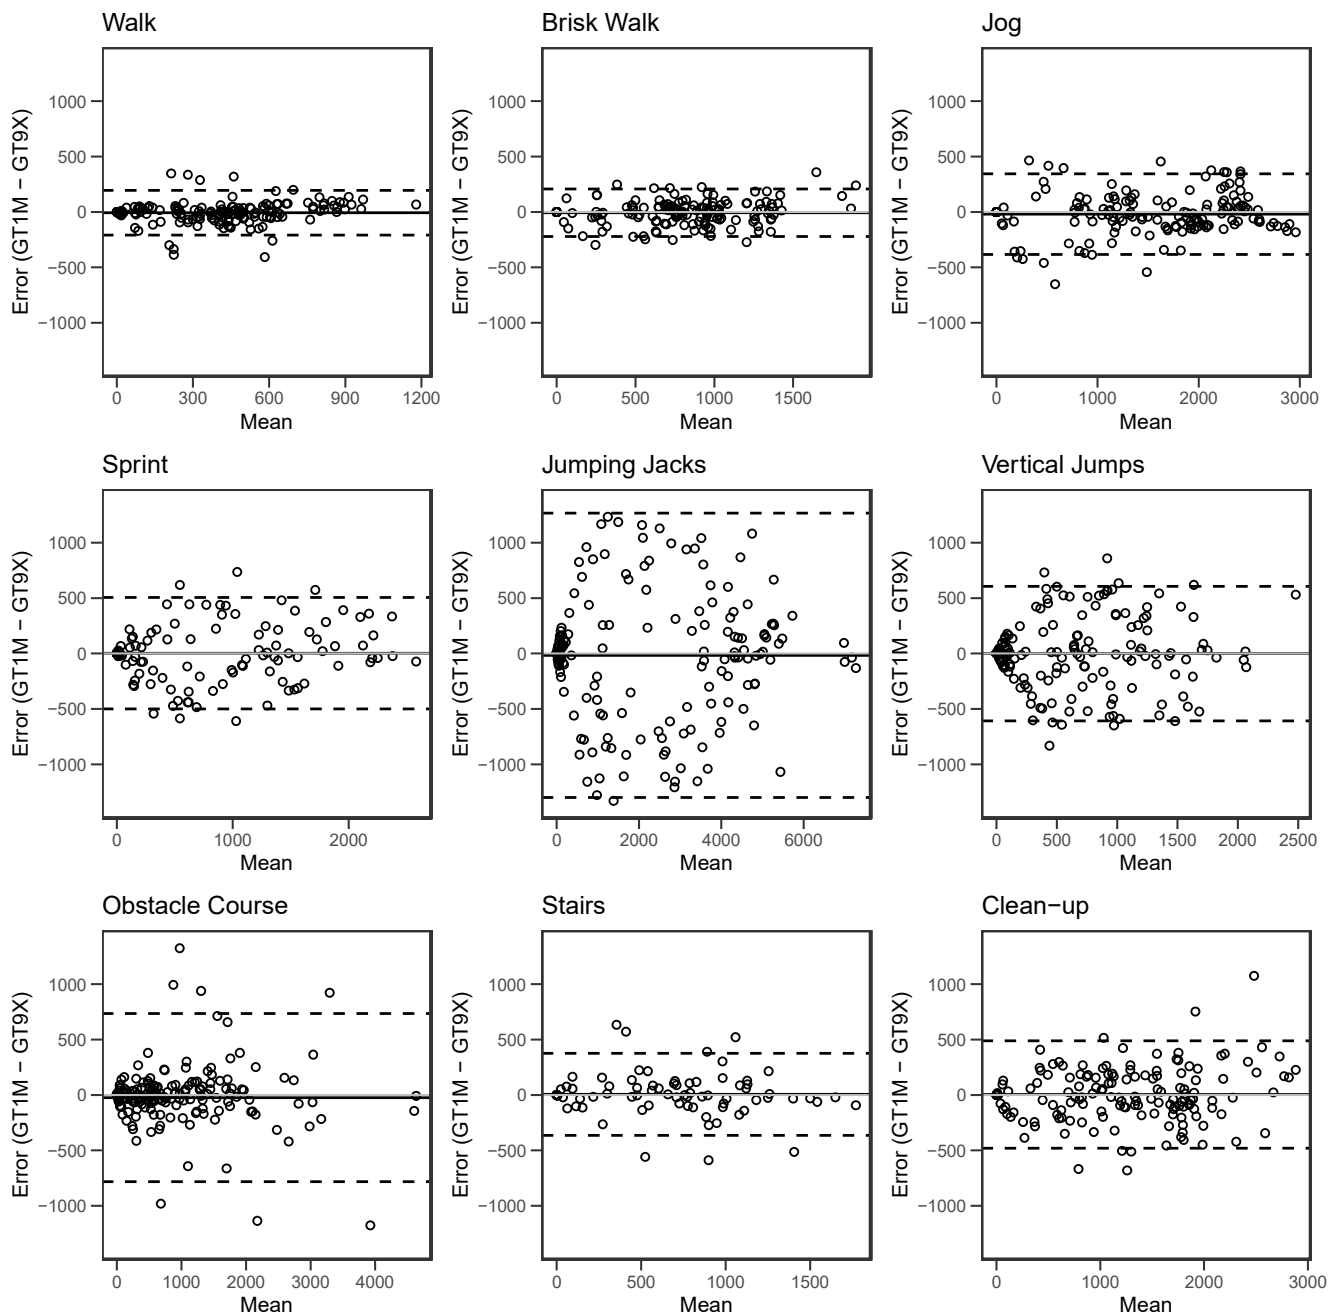 Walk
Brisk Walk
Jog
Error (GT1M − GT9X)
1000
500
0
−500
−1000
0 300 600 900 1200
Mean
Error (GT1M − GT9X)
1000
500
0
−500
−1000
0 500 1000 1500
Mean
Error (GT1M − GT9X)
1000
500
0
−500
−1000
0 1000 2000 3000
Mean
Sprint
Jumping Jacks
Vertical Jumps
Error (GT1M − GT9X)
1000
500
0
−500
−1000
0 1000 2000
Mean
Error (GT1M − GT9X)
1000
500
0
−500
−1000
0 2000 4000 6000
Mean
Error (GT1M − GT9X)
1000
500
0
−500
−1000
0 500 1000 1500 2000 2500
Mean
Obstacle Course
Stairs
Clean−up
Error (GT1M − GT9X)
1000
500
0
−500
−1000
0 1000 2000 3000 4000
Mean
Error (GT1M − GT9X)
1000
500
0
−500
−1000
0 500 1000 1500
Mean
Error (GT1M − GT9X)
1000
500
0
−500
−1000
0 1000 2000 3000
Mean